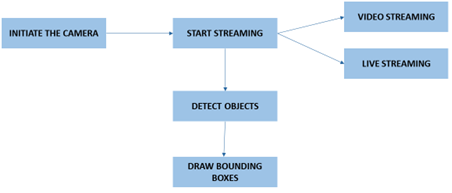 VIDEO STREAMING
INITIATE THE CAMERA
START STREAMING
LIVE STREAMING
DETECT OBJECTS
DRAW BOUNDING
BOXES